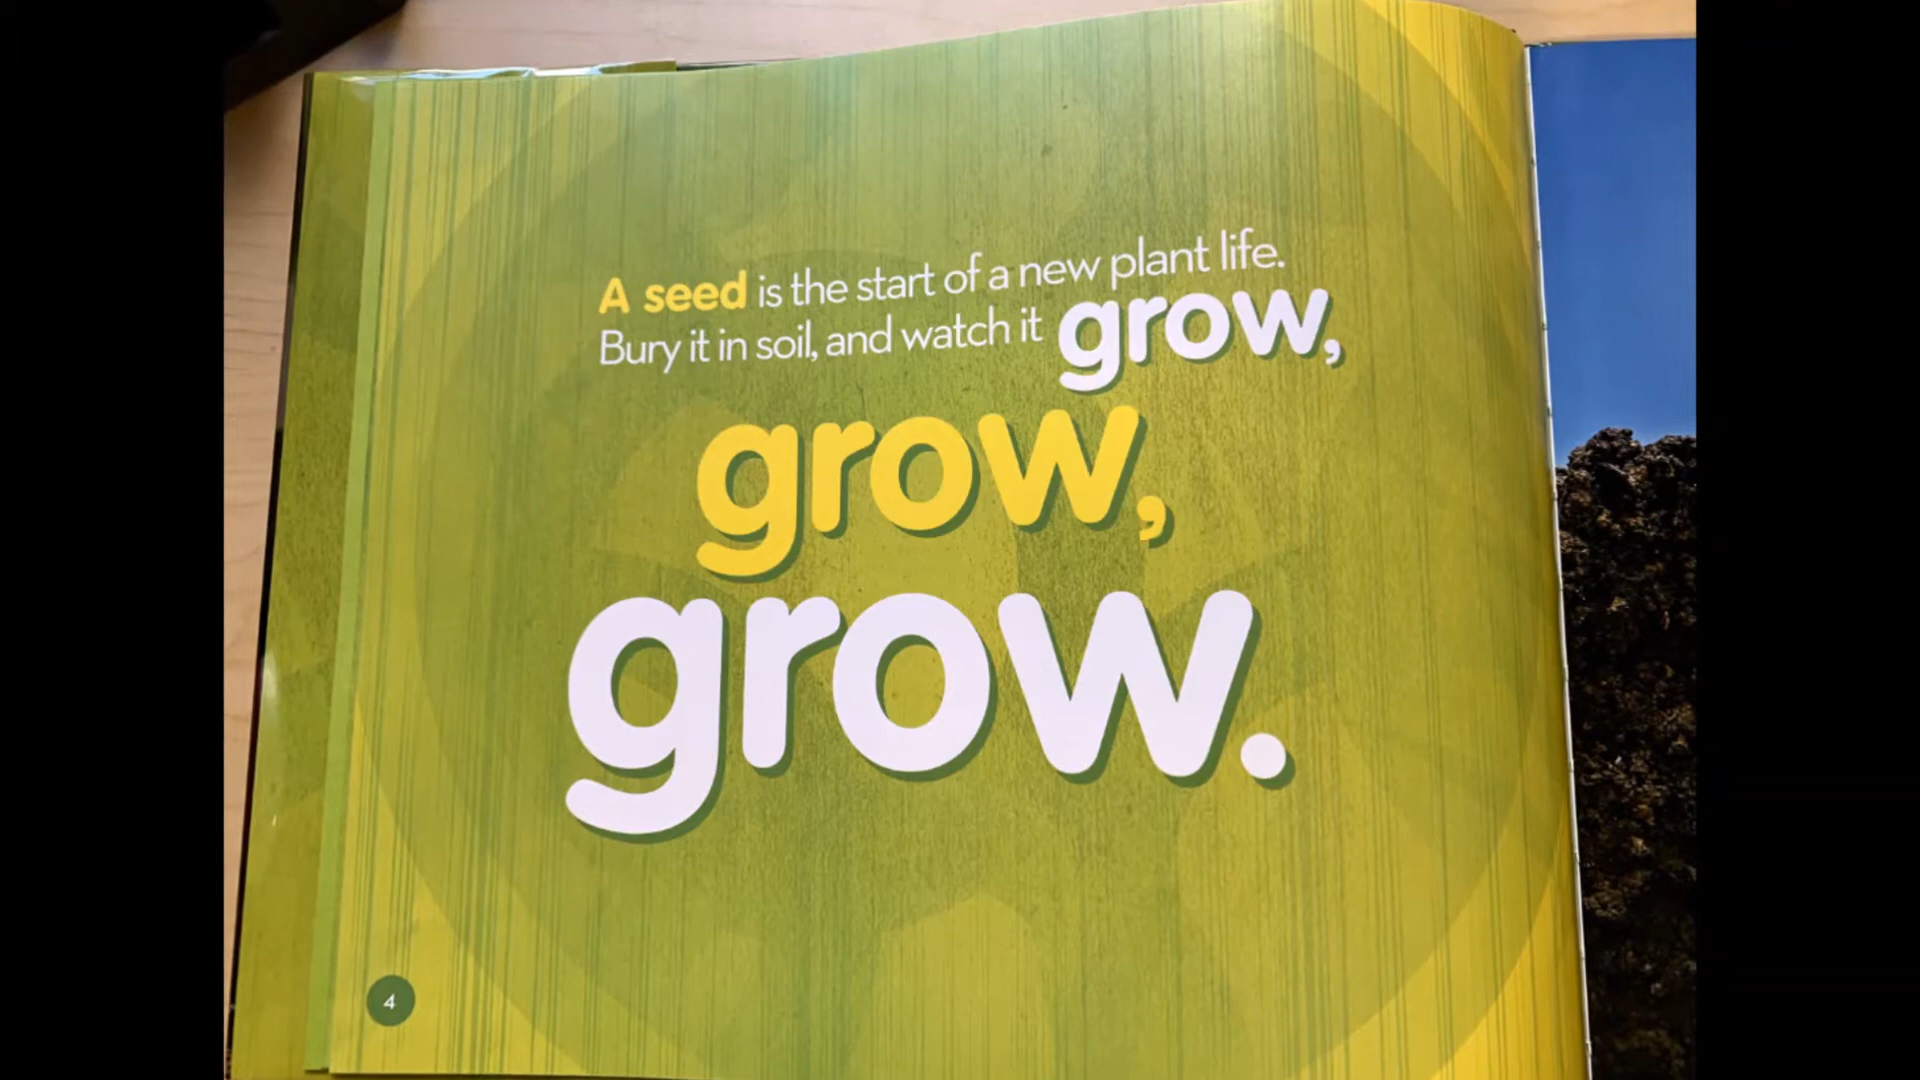 A seed is the start of a new plant life.
Bury it in soil, and watch it grow,
grow,
grow.
4